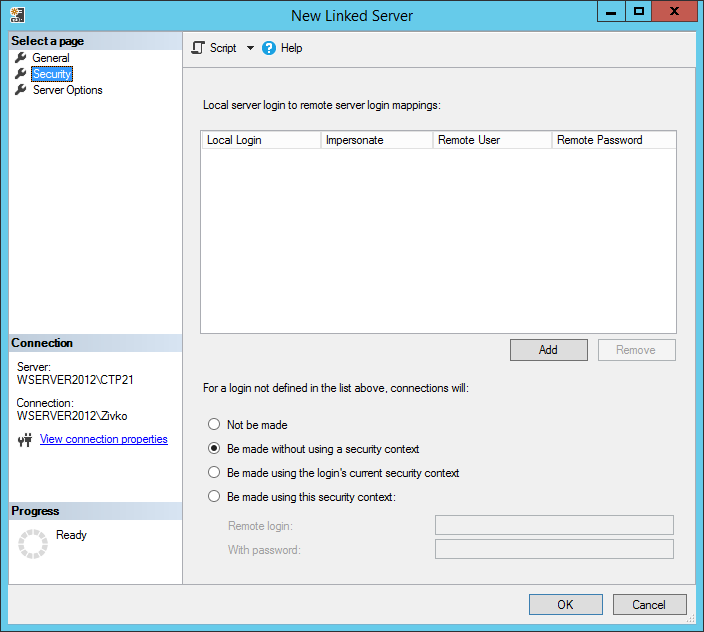 New Linked Server
Select a page
General
Security
Server Options
Script
Help
Local server login to remote server login mappings:
Local Login
Impersonate
Remote User
Remote Password
Add
Remove
For a login not defined in the list above, connections will:
Not be made
Be made without using a security context
Be made using the login's current security context
Be made using this security context:
Remote login:
With password:
Connection
Server:
WSERVER2012\CTP21
Connection:
WSERVER2012\Zivko
View connection properties
Progress
Ready
OK
Cancel